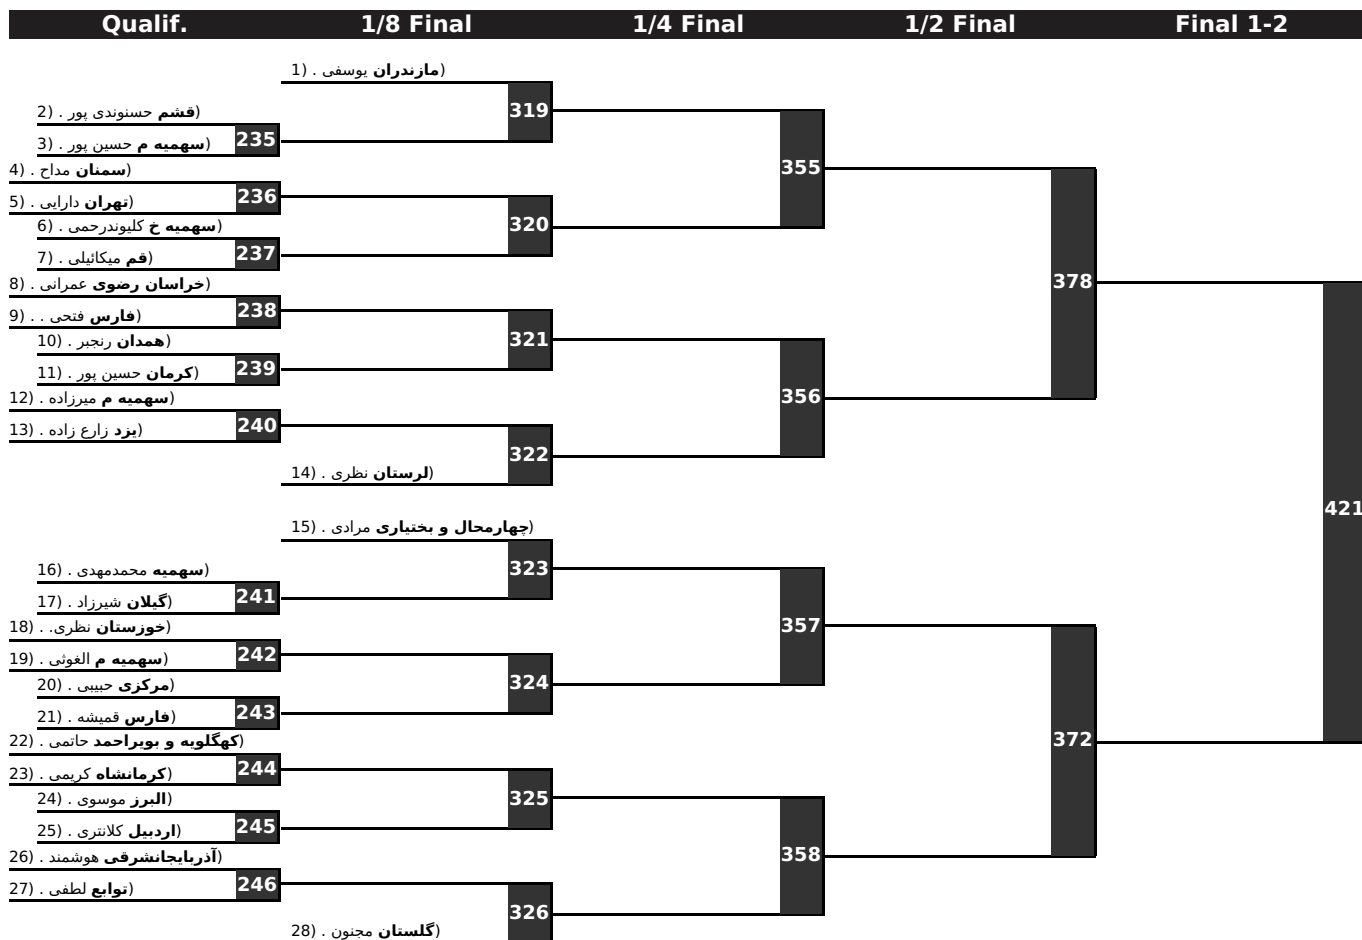 Qualif. 1/8 Final 1/4 Final 1/2 Final Final 1-2
1) . یوسفی مازندران)
319
2) . حسنوندی پور قشم)
235
3) . حسین پور سهمیه م)
4) . مداح سمنان)
236
5) . دارایی تهران)
320
6) . کلیوندرحمی سهمیه خ)
237
7) . میکائیلی قم)
355
8) . عمرانی خراسان رضوی)
238
9) . . فتحی فارس)
321
10) . رنجبر همدان)
239
11) . حسین پور کرمان)
356
12) . میرزاده سهمیه م)
240
13) . زارع زاده یزد)
322
14) . نظری لرستان)
378
421
15) . مرادی چهارمحال و بختیاری)
323
16) . محمدمهدی سهمیه)
241
17) . شیرزاد گیلان)
357
18) . .نظری خوزستان)
242
19) . الغوثی سهمیه م)
324
20) . حبیبی مرکزی)
243
21) . قمیشه فارس)
372
22) . حاتمی کهگلویه و بویراحمد)
244
23) . کریمی کرمانشاه)
325
24) . موسوی البرز)
245
25) . کلانتری اردبیل)
358
26) . هوشمند آذربایجانشرقی)
246
27) . لطفی توابع)
326
28) . مجنون گلستان)